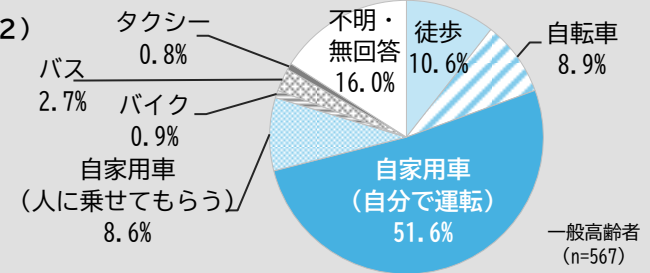 2）
タクシー
0.8%
バス
2.7%
バイク
0.9%
自家用車
（人に乗せてもらう）
8.6%
不明・
無回答
16.0%
徒歩
10.6%
自転車
8.9%
自家用車
（自分で運転）
51.6%
一般高齢者
（n=567）